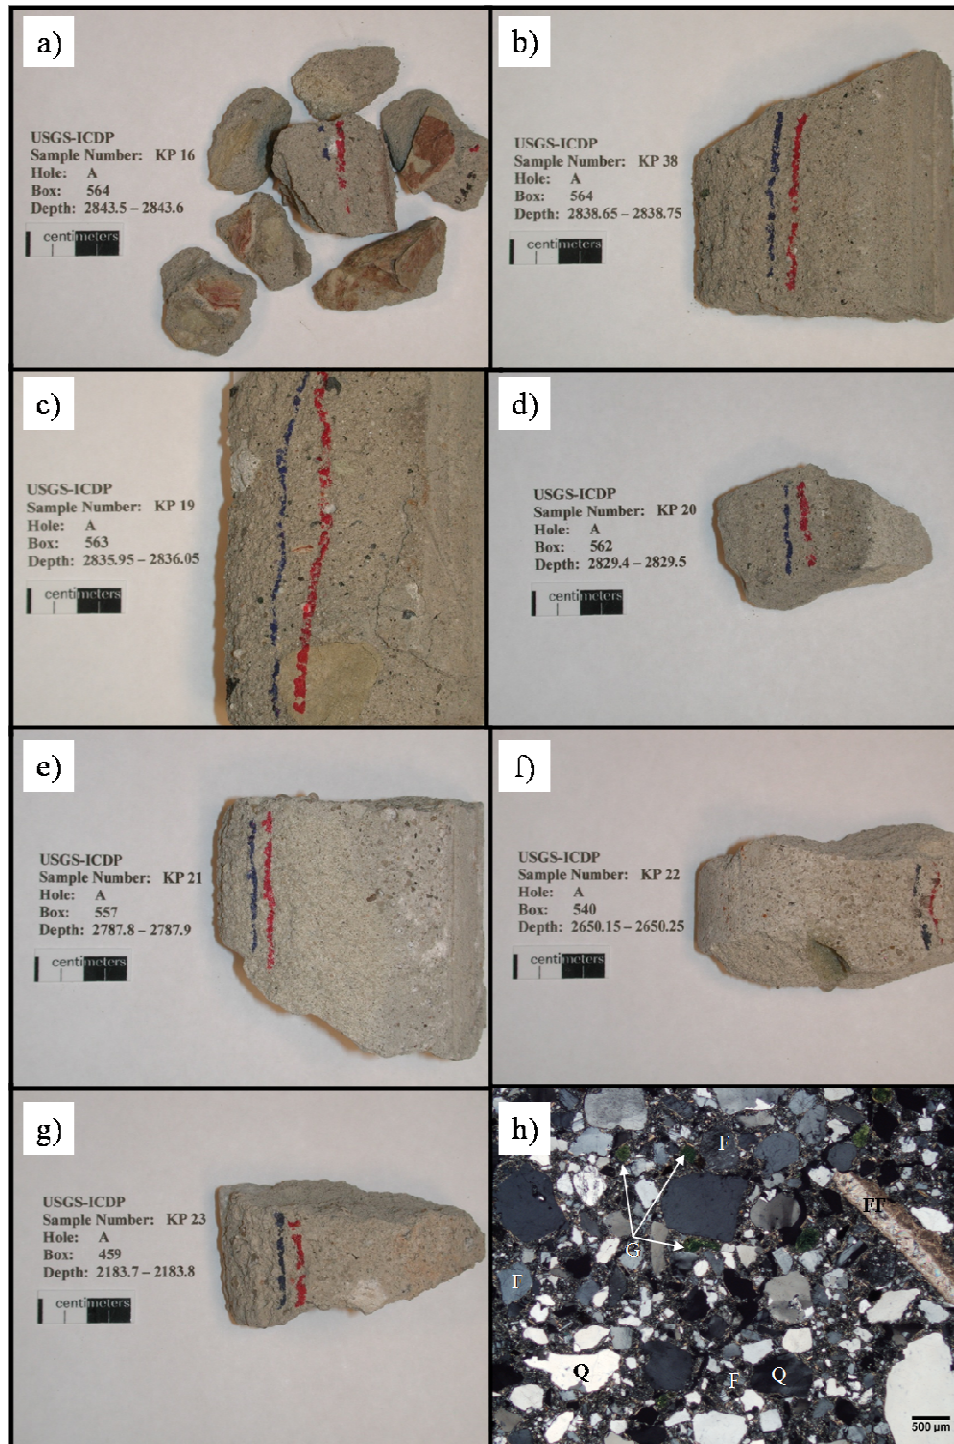 a)
USGS-ICDP
Sample Number: KP 16
Hole: A
Box: 564
Depth: 2843.5 – 2843.6
centimeters
b)
USGS-ICDP
Sample Number: KP 38
Hole: A
Box: 564
Depth: 2838.65 – 2838.75
centimeters
c)
USGS-ICDP
Sample Number: KP 19
Hole: A
Box: 563
Depth: 2835.95 – 2836.05
centimeters
d)
USGS-ICDP
Sample Number: KP 20
Hole: A
Box: 562
Depth: 2829.4 – 2829.5
centimeters
e)
USGS-ICDP
Sample Number: KP 21
Hole: A
Box: 557
Depth: 2787.8 – 2787.9
centimeters
f)
USGS-ICDP
Sample Number: KP 22
Hole: A
Box: 540
Depth: 2650.15 – 2650.25
centimeters
g)
USGS-ICDP
Sample Number: KP 23
Hole: A
Box: 459
Depth: 2183.7 – 2183.8
centimeters
h)
F
FF
G
F
Q
F
Q
500 µm